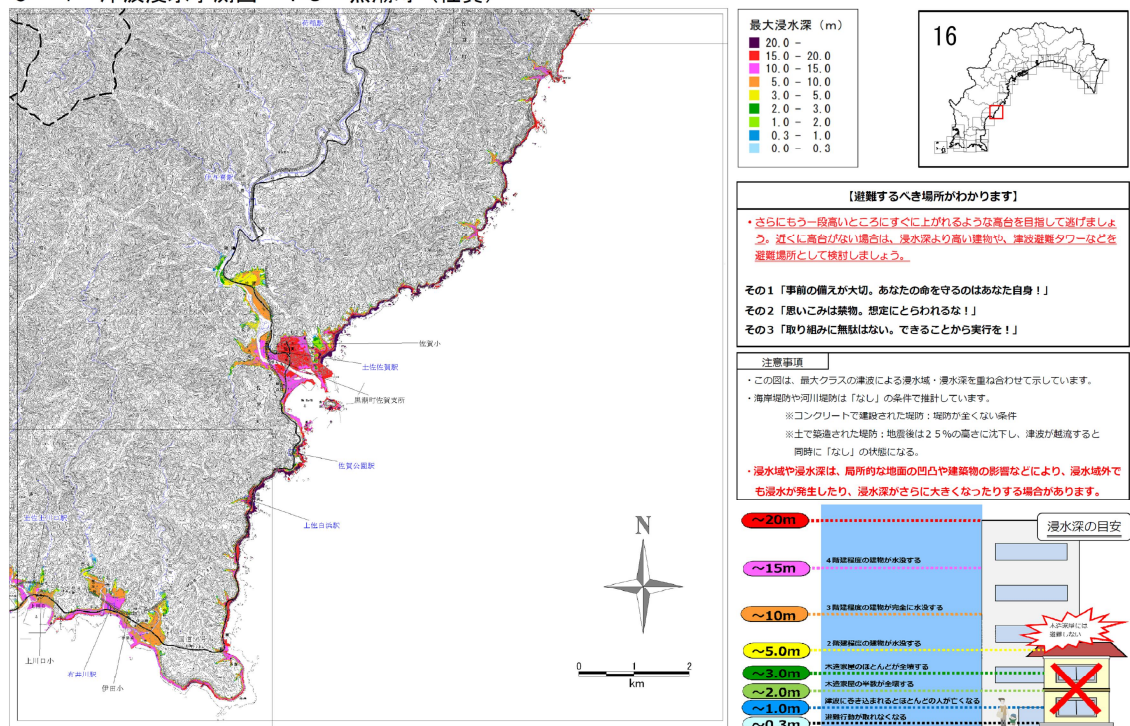 最大浸水深（m）
20.0 -
15.0 - 20.0
10.0 - 15.0
5.0 - 10.0
3.0 - 5.0
2.0 - 3.0
1.0 - 2.0
0.3 - 1.0
0.0 - 0.3
16
【避難するべき場所がわかります】
・さらにもう一段高いところにすぐに上がれるような高台を目指して逃げましょ
う。近くに高台がない場合は、浸水深より高い建物や、津波避難タワーなどを
避難場所として検討しましょう。
その１「事前の備えが大切。あなたの命を守るのはあなた自身！」
その２「思いこみは禁物。想定にとらわれるな！」
その３「取り組みに無駄はない。できることから実行を！」
注意事項
・この図は、最大クラスの津波による浸水域・浸水深を重ね合わせて示しています。
・海岸堤防や河川堤防は「なし」の条件で推計しています。
※コンクリートで建設された堤防：堤防が全くない条件
※土で築造された堤防：地震後は２５％の高さに沈下し、津波が越流すると
同時に「なし」の状態になる。
・浸水域や浸水深は、局所的な地面の凹凸や建築物の影響などにより、浸水域外で
も浸水が発生したり、浸水深がさらに大きくなったりする場合があります。
佐賀小
土佐佐賀駅
黒潮町佐賀支所
佐賀公園駅
土佐白浜駅
土佐上川口駅
上川口小
有井川駅
伊田小
N
0 1 2
km
浸水深の目安
～20m
～15m
4階建程度の建物が水没する
～10m
3階建程度の建物が完全に水没する
～5.0m
2階建程度の建物が水没する
～3.0m
木造家屋のほとんどが全壊する
～2.0m
木造家屋の半数が全壊する
～1.0m
津波に巻き込まれるとほとんどの人が亡くなる
～0.3m
避難行動が取れなくなる
木造家屋には
避難しない